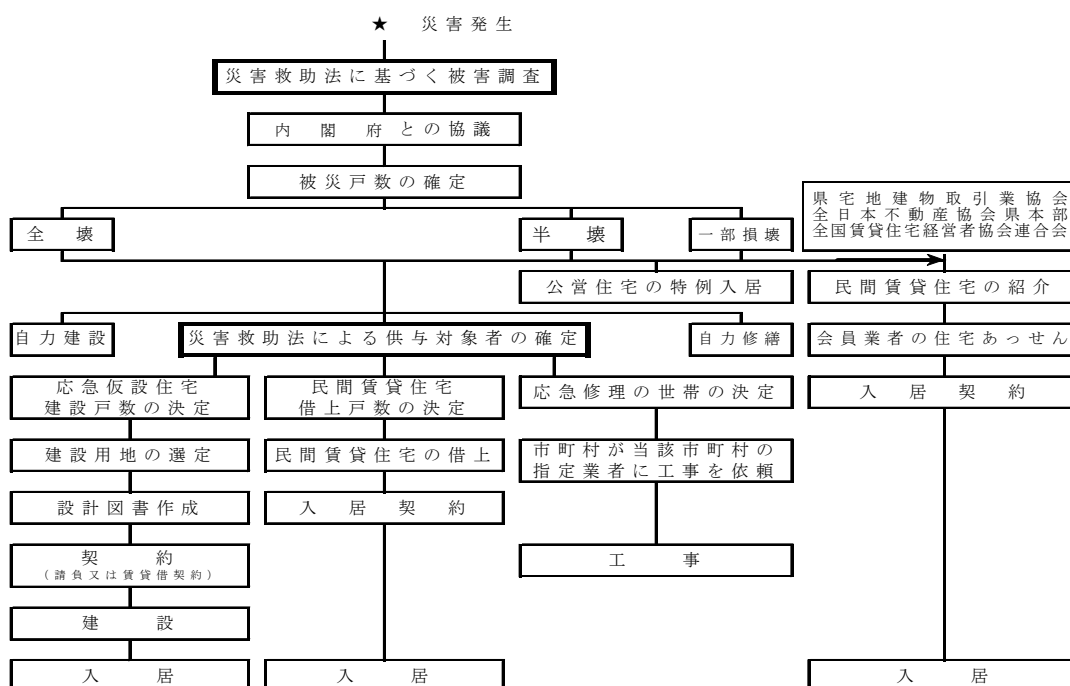 ★ 災害発生
災害救助法に基づく被害調査
内閣府との協議
被災戸数の確定
県宅地建物取引業協会
全日本不動産協会県本部
全国賃貸住宅経営者協会連合会
全壊
半壊
一部損壊
公営住宅の特例入居
民間賃貸住宅の紹介
自力建設
災害救助法による供与対象者の確定
自力修繕
会員業者の住宅あっせん
応急仮設住宅
建設戸数の決定
民間賃貸住宅
借上戸数の決定
応急修理の世帯の決定
入居契約
建設用地の選定
民間賃貸住宅の借上
市町村が当該市町村の
指定業者に工事を依頼
設計図書作成
入居契約
契約
(請負又は賃貸借契約)
工事
建設
入居
入居
入居